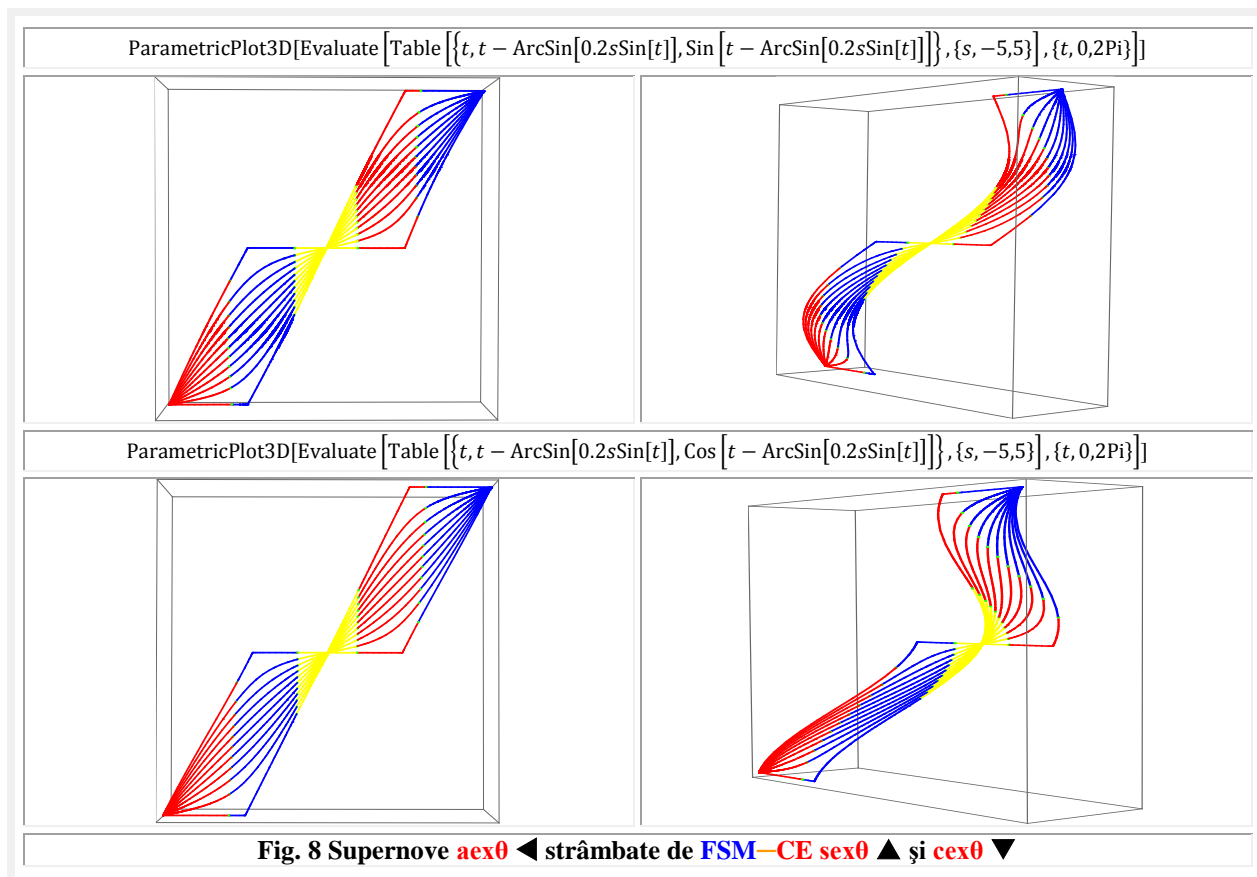 ParametricPlot3D[Evaluate [Table [{t, t − ArcSin[0.2sSin[t]], Sin [t − ArcSin[0.2sSin[t]]]} , {s, −5,5}] , {t, 0,2Pi}]]
ParametricPlot3D[Evaluate [Table [{t, t − ArcSin[0.2sSin[t]], Cos [t − ArcSin[0.2sSin[t]]]} , {s, −5,5}] , {t, 0,2Pi}]]
Fig. 8 Supernove aexθ ◄ strâmbate de FSM—CE sexθ ▲ şi cexθ ▼